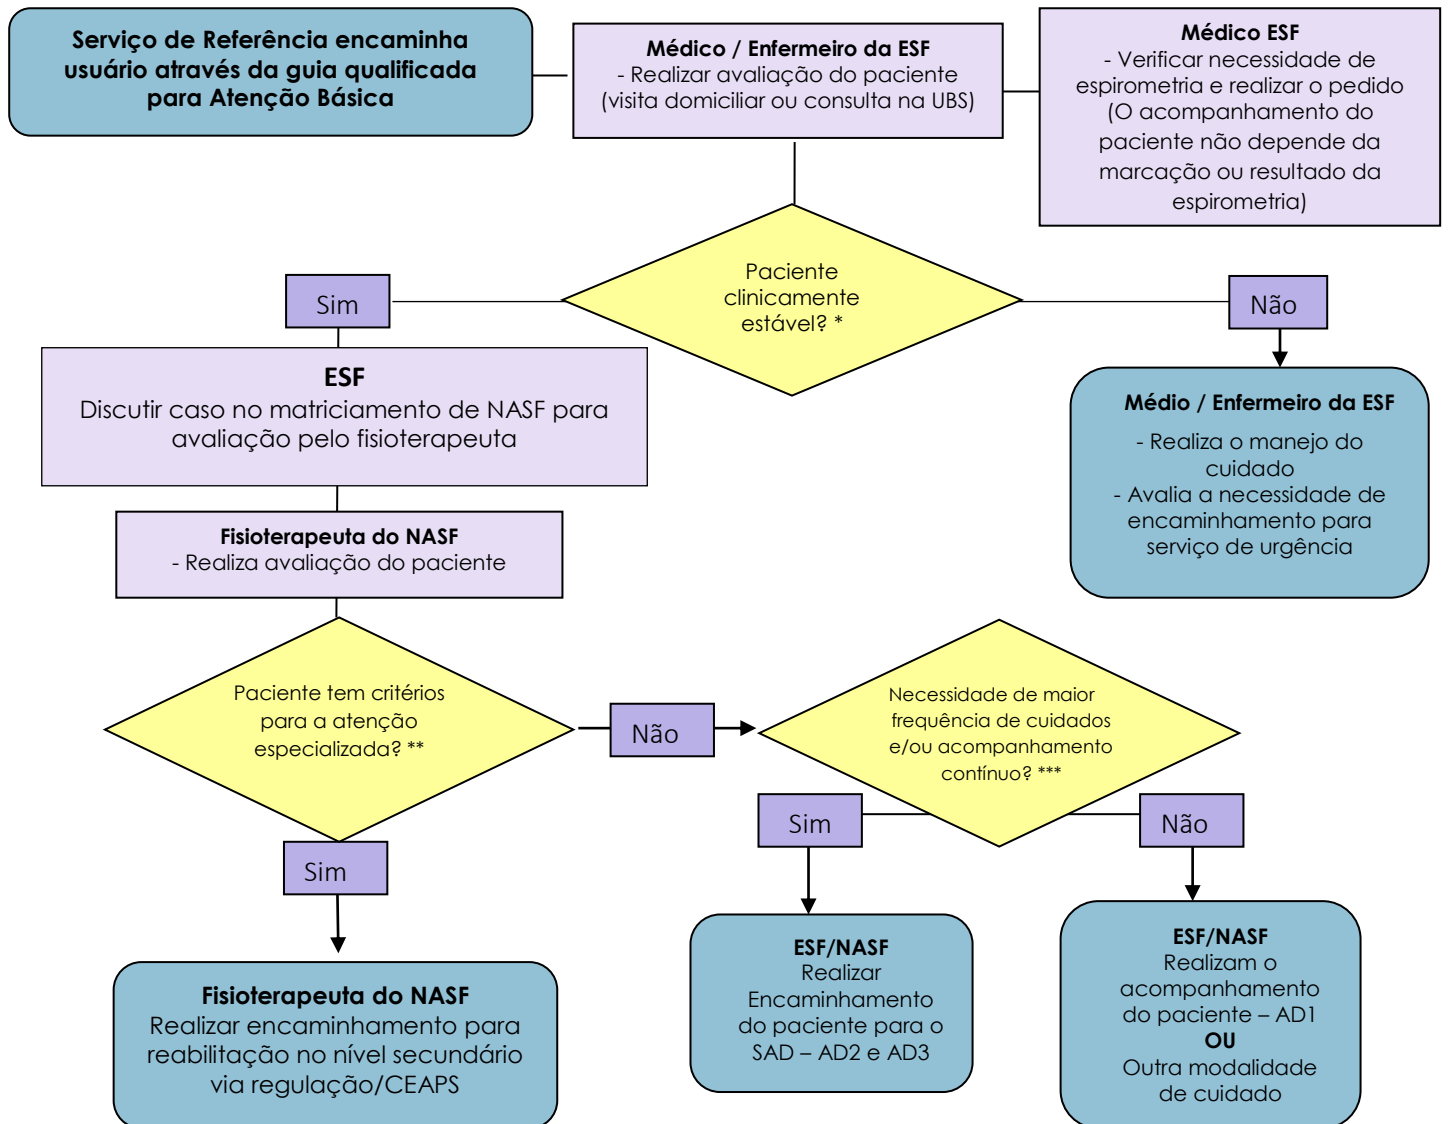 Serviço de Referência encaminha
usuário através da guia qualificada
para Atenção Básica
Médico / Enfermeiro da ESF
- Realizar avaliação do paciente
(visita domiciliar ou consulta na UBS)
Médico ESF
- Verificar necessidade de
espirometria e realizar o pedido
(O acompanhamento do
paciente não depende da
marcação ou resultado da
espirometria)
Paciente
clinicamente
estável? *
Sim
Não
ESF
Discutir caso no matriciamento de NASF para
avaliação pelo fisioterapeuta
Médio / Enfermeiro da ESF
- Realiza o manejo do
cuidado
- Avalia a necessidade de
encaminhamento para
serviço de urgência
Fisioterapeuta do NASF
- Realiza avaliação do paciente
Paciente tem critérios
para a atenção
especializada? **
Não
Necessidade de maior
frequência de cuidados
e/ou acompanhamento
contínuo? ***
Sim
Sim
Não
Fisioterapeuta do NASF
Realizar encaminhamento para
reabilitação no nível secundário
via regulação/CEAPS
ESF/NASF
Realizar
Encaminhamento
do paciente para o
SAD – AD2 e AD3
ESF/NASF
Realizam o
acompanhamento
do paciente – AD1
OU
Outra modalidade
de cuidado